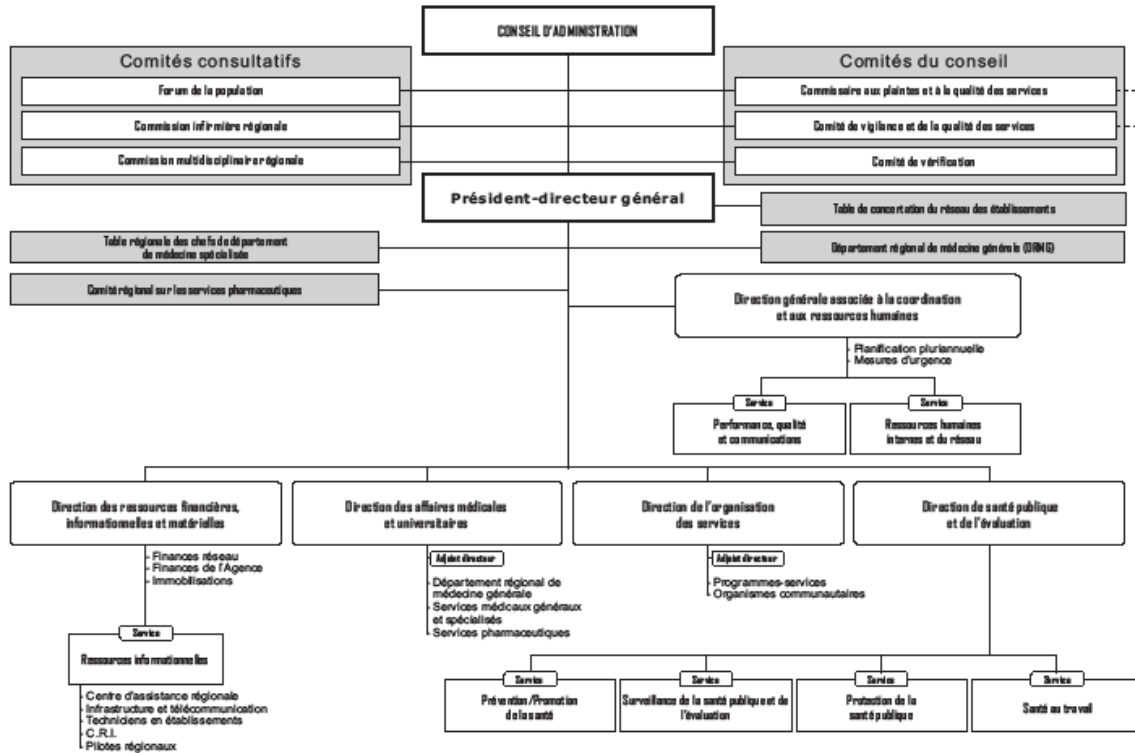 CONSEIL D'ADMINISTRATION
Comités consultatifs
Forum de la population
Commission infirmière régionale
Commission multidisciplinaire régionale
Comités du conseil
Commissaire aux plaintes et à la qualité des services
Comité de vigilance et de la qualité des services
Comité de vérification
Président-directeur général
Table de concertation du réseau des établissements
Table régionale des chefs de département
de médecine spécialisée
Département régional de médecine générale (DRMG)
Comité régional sur les services pharmaceutiques
Direction générale associée à la coordination
et aux ressources humaines
- Planification pluriannuelle
- Mesures d'urgence
Service
Performance, qualité
et communications
Service
Ressources humaines
internes et du réseau
Direction des ressources financières,
informationnelles et matérielles
- Finances réseau
- Finances de l'Agence
- Immobilisations
Service
Ressources informationnelles
- Centre d'assistance régionale
- Infrastructure et télécommunication
- Techniciens en établissements
- C.R.I.
- Pilotes régionaux
Direction des affaires médicales
et universitaires
Adjoint directeur
- Département régional de
médecine générale
- Services médicaux généraux
et spécialisés
- Services pharmaceutiques
Direction de l'organisation
des services
Adjoint directeur
- Programmes-services
- Organismes communautaires
Direction de santé publique
et de l'évaluation
Service
Prévention/Promotion
de la santé
Service
Surveillance de la santé publique et de
l'évaluation
Service
Protection de la
santé publique
Service
Santé au travail